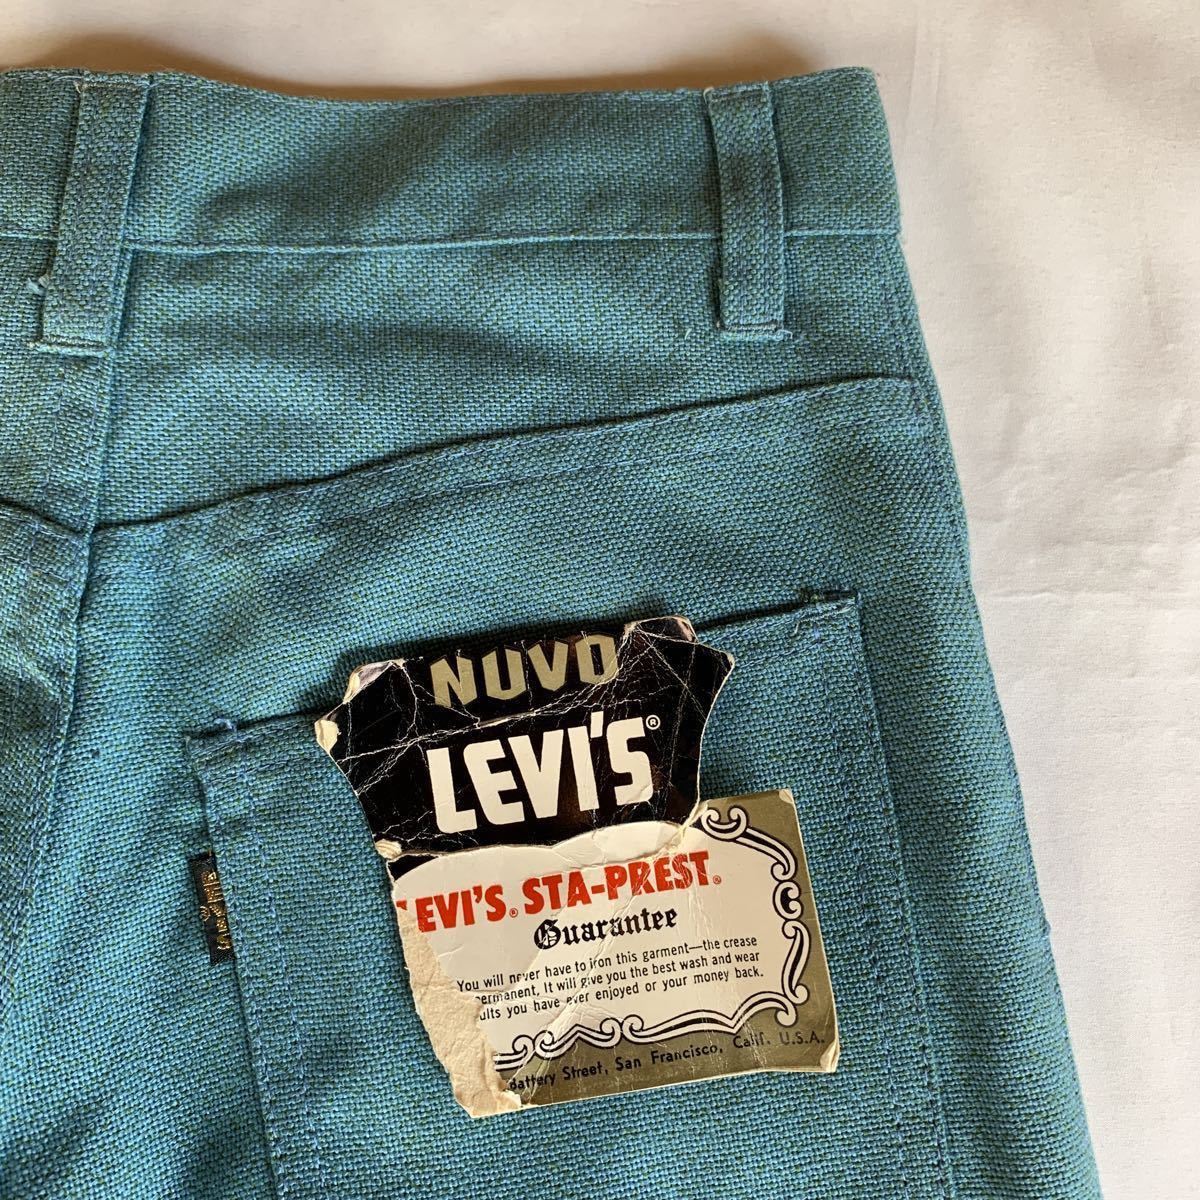 NUVO
LEVI'S®
EVI'S® STA-PREST®
Guarantee
You will never have to iron this garment—the crease
permanent. It will give you the best wash and wear
ults you have ever enjoyed or your money back.
Battery Street, San Francisco, Calif. U.S.A.